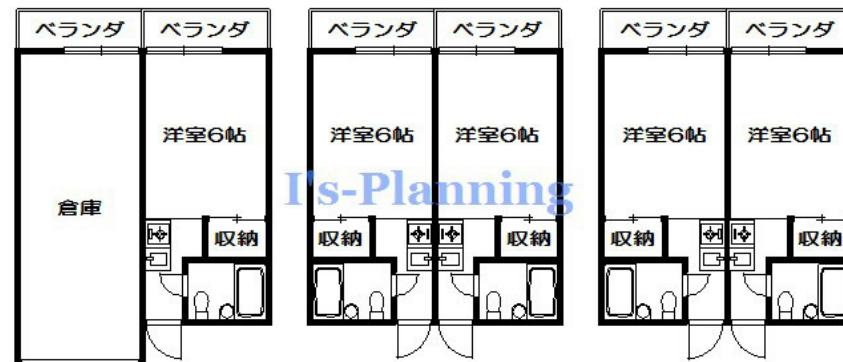 ベランダ ベランダ ベランダ ベランダ ベランダ ベランダ
洋室6帖 洋室6帖 洋室6帖 洋室6帖 洋室6帖
I's-Planning
倉庫
収納 収納 収納 収納 収納